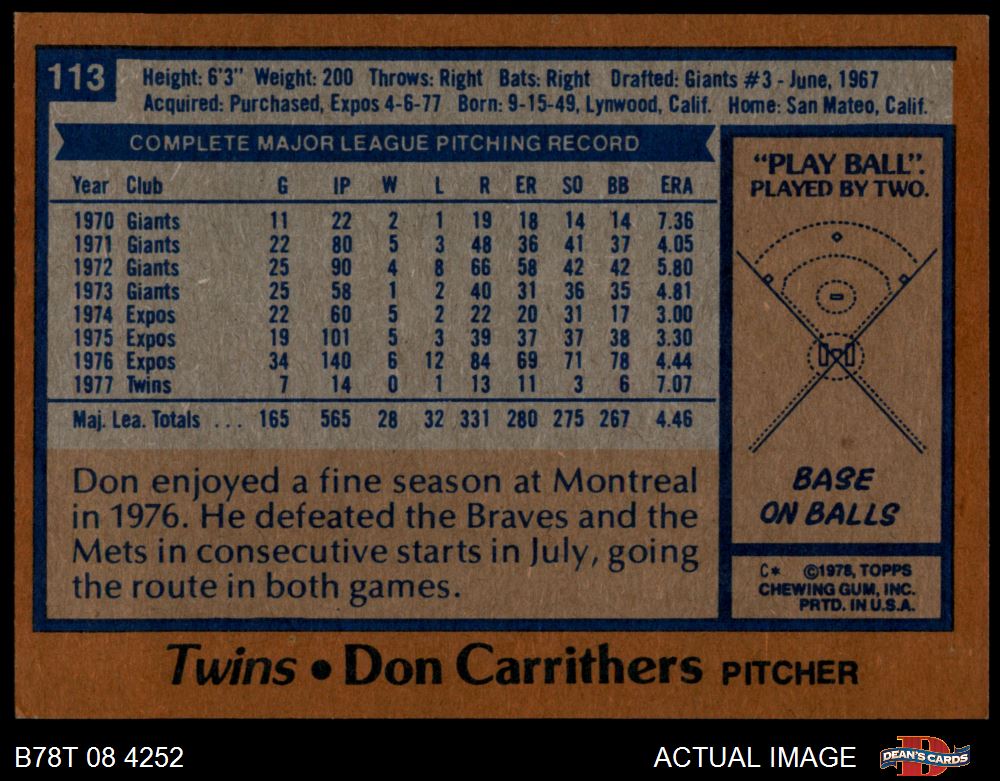 113
Height: 6'3" Weight: 200 Throws: Right Bats: Right Drafted: Giants #3 - June, 1967
Acquired: Purchased, Expos 4-6-77 Born: 9-15-49, Lynwood, Calif. Home: San Mateo, Calif.
COMPLETE MAJOR LEAGUE PITCHING RECORD
Year Club G IP W L R ER SO BB ERA
1970 Giants 11 22 2 1 19 18 14 14 7.36
1971 Giants 22 80 5 3 48 36 41 37 4.05
1972 Giants 25 90 4 8 66 58 42 42 5.80
1973 Giants 25 58 1 2 40 31 36 35 4.81
1974 Expos 22 60 5 2 22 20 31 17 3.00
1975 Expos 19 101 5 3 39 37 37 38 3.30
1976 Expos 34 140 6 12 84 69 71 78 4.44
1977 Twins 7 14 0 1 13 11 3 6 7.07
Maj. Lea. Totals ... 165 565 28 32 331 280 275 267 4.46
Don enjoyed a fine season at Montreal
in 1976. He defeated the Braves and the
Mets in consecutive starts in July, going
the route in both games.
"PLAY BALL".
PLAYED BY TWO.
BASE
ON BALLS
C* ©1978, TOPPS
CHEWING GUM, INC.
PRTD. IN U.S.A.
Twins • Don Carrithers PITCHER
B78T 08 4252
ACTUAL IMAGE
DEAN'S CARDS